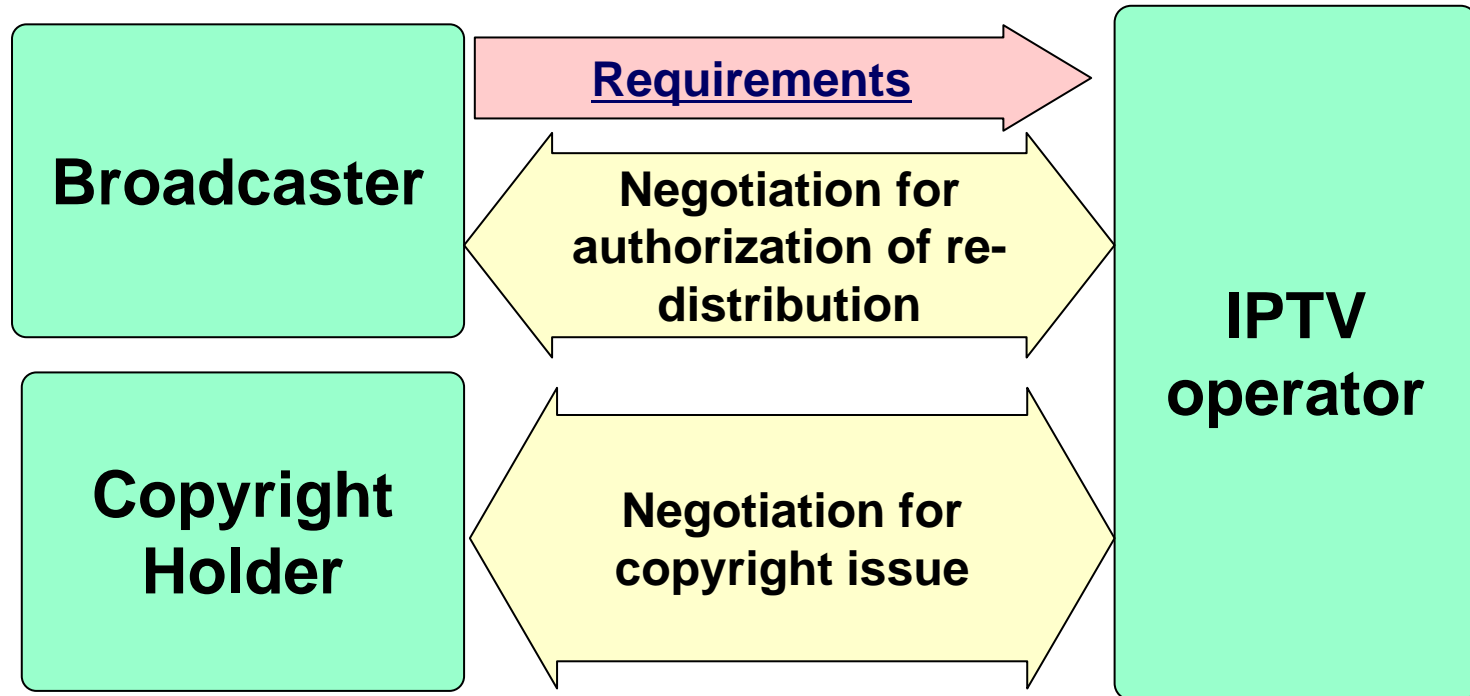 Broadcaster
Requirements
Negotiation for
authorization of re-
distribution
IPTV
operator
Copyright
Holder
Negotiation for
copyright issue